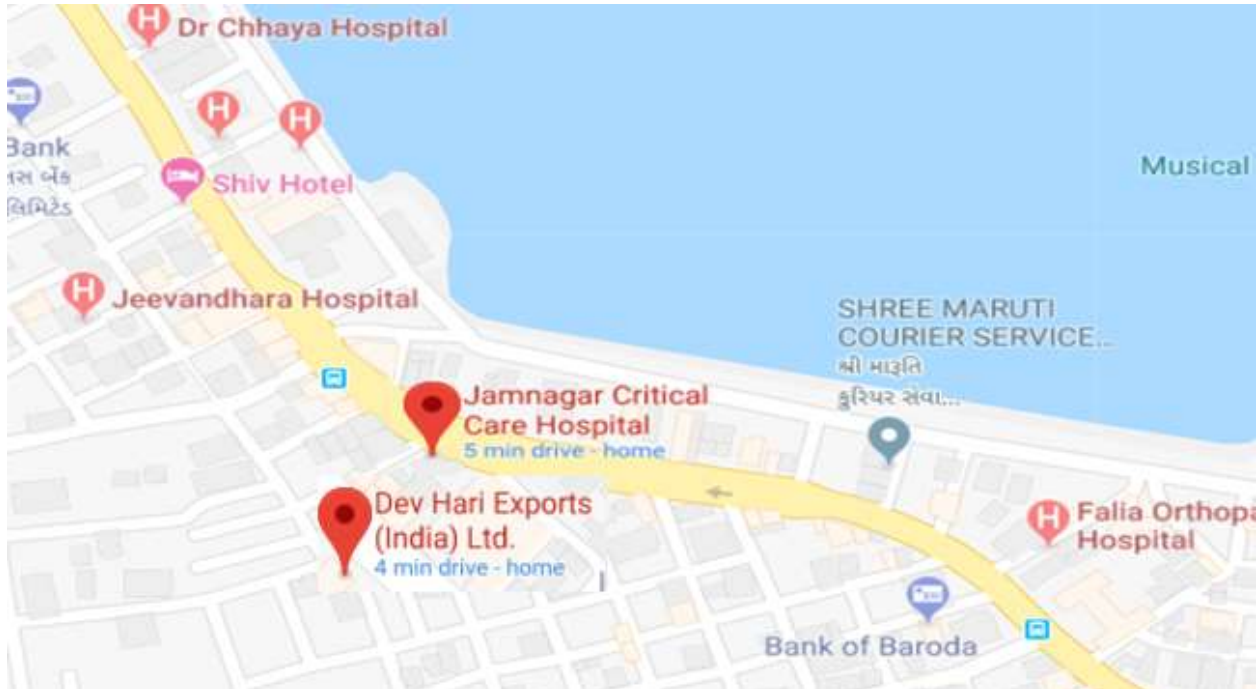 Dr Chhaya Hospital
Bank
લિમિટેડ
Musical
Shiv Hotel
Jeevandhara Hospital
SHREE MARUTI
COURIER SERVICE...
શ્રી મારૂતિ
કુરિયર સેવા...
Jamnagar Critical
Care Hospital
5 min drive - home
Dev Hari Exports
(India) Ltd.
4 min drive - home
Falia Orthopa
Hospital
Bank of Baroda